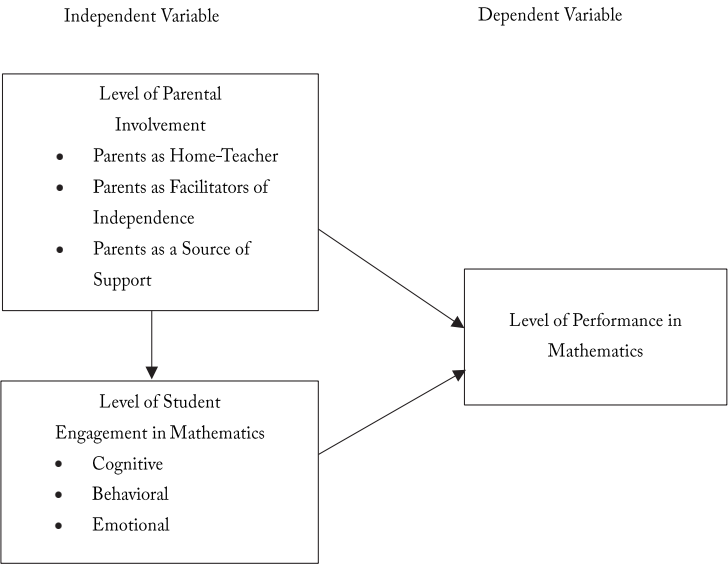 Independent Variable
Dependent Variable
Level of Parental
Involvement
• Parents as Home-Teacher
• Parents as Facilitators of
Independence
• Parents as a Source of
Support
Level of Performance in
Mathematics
Level of Student
Engagement in Mathematics
• Cognitive
• Behavioral
• Emotional